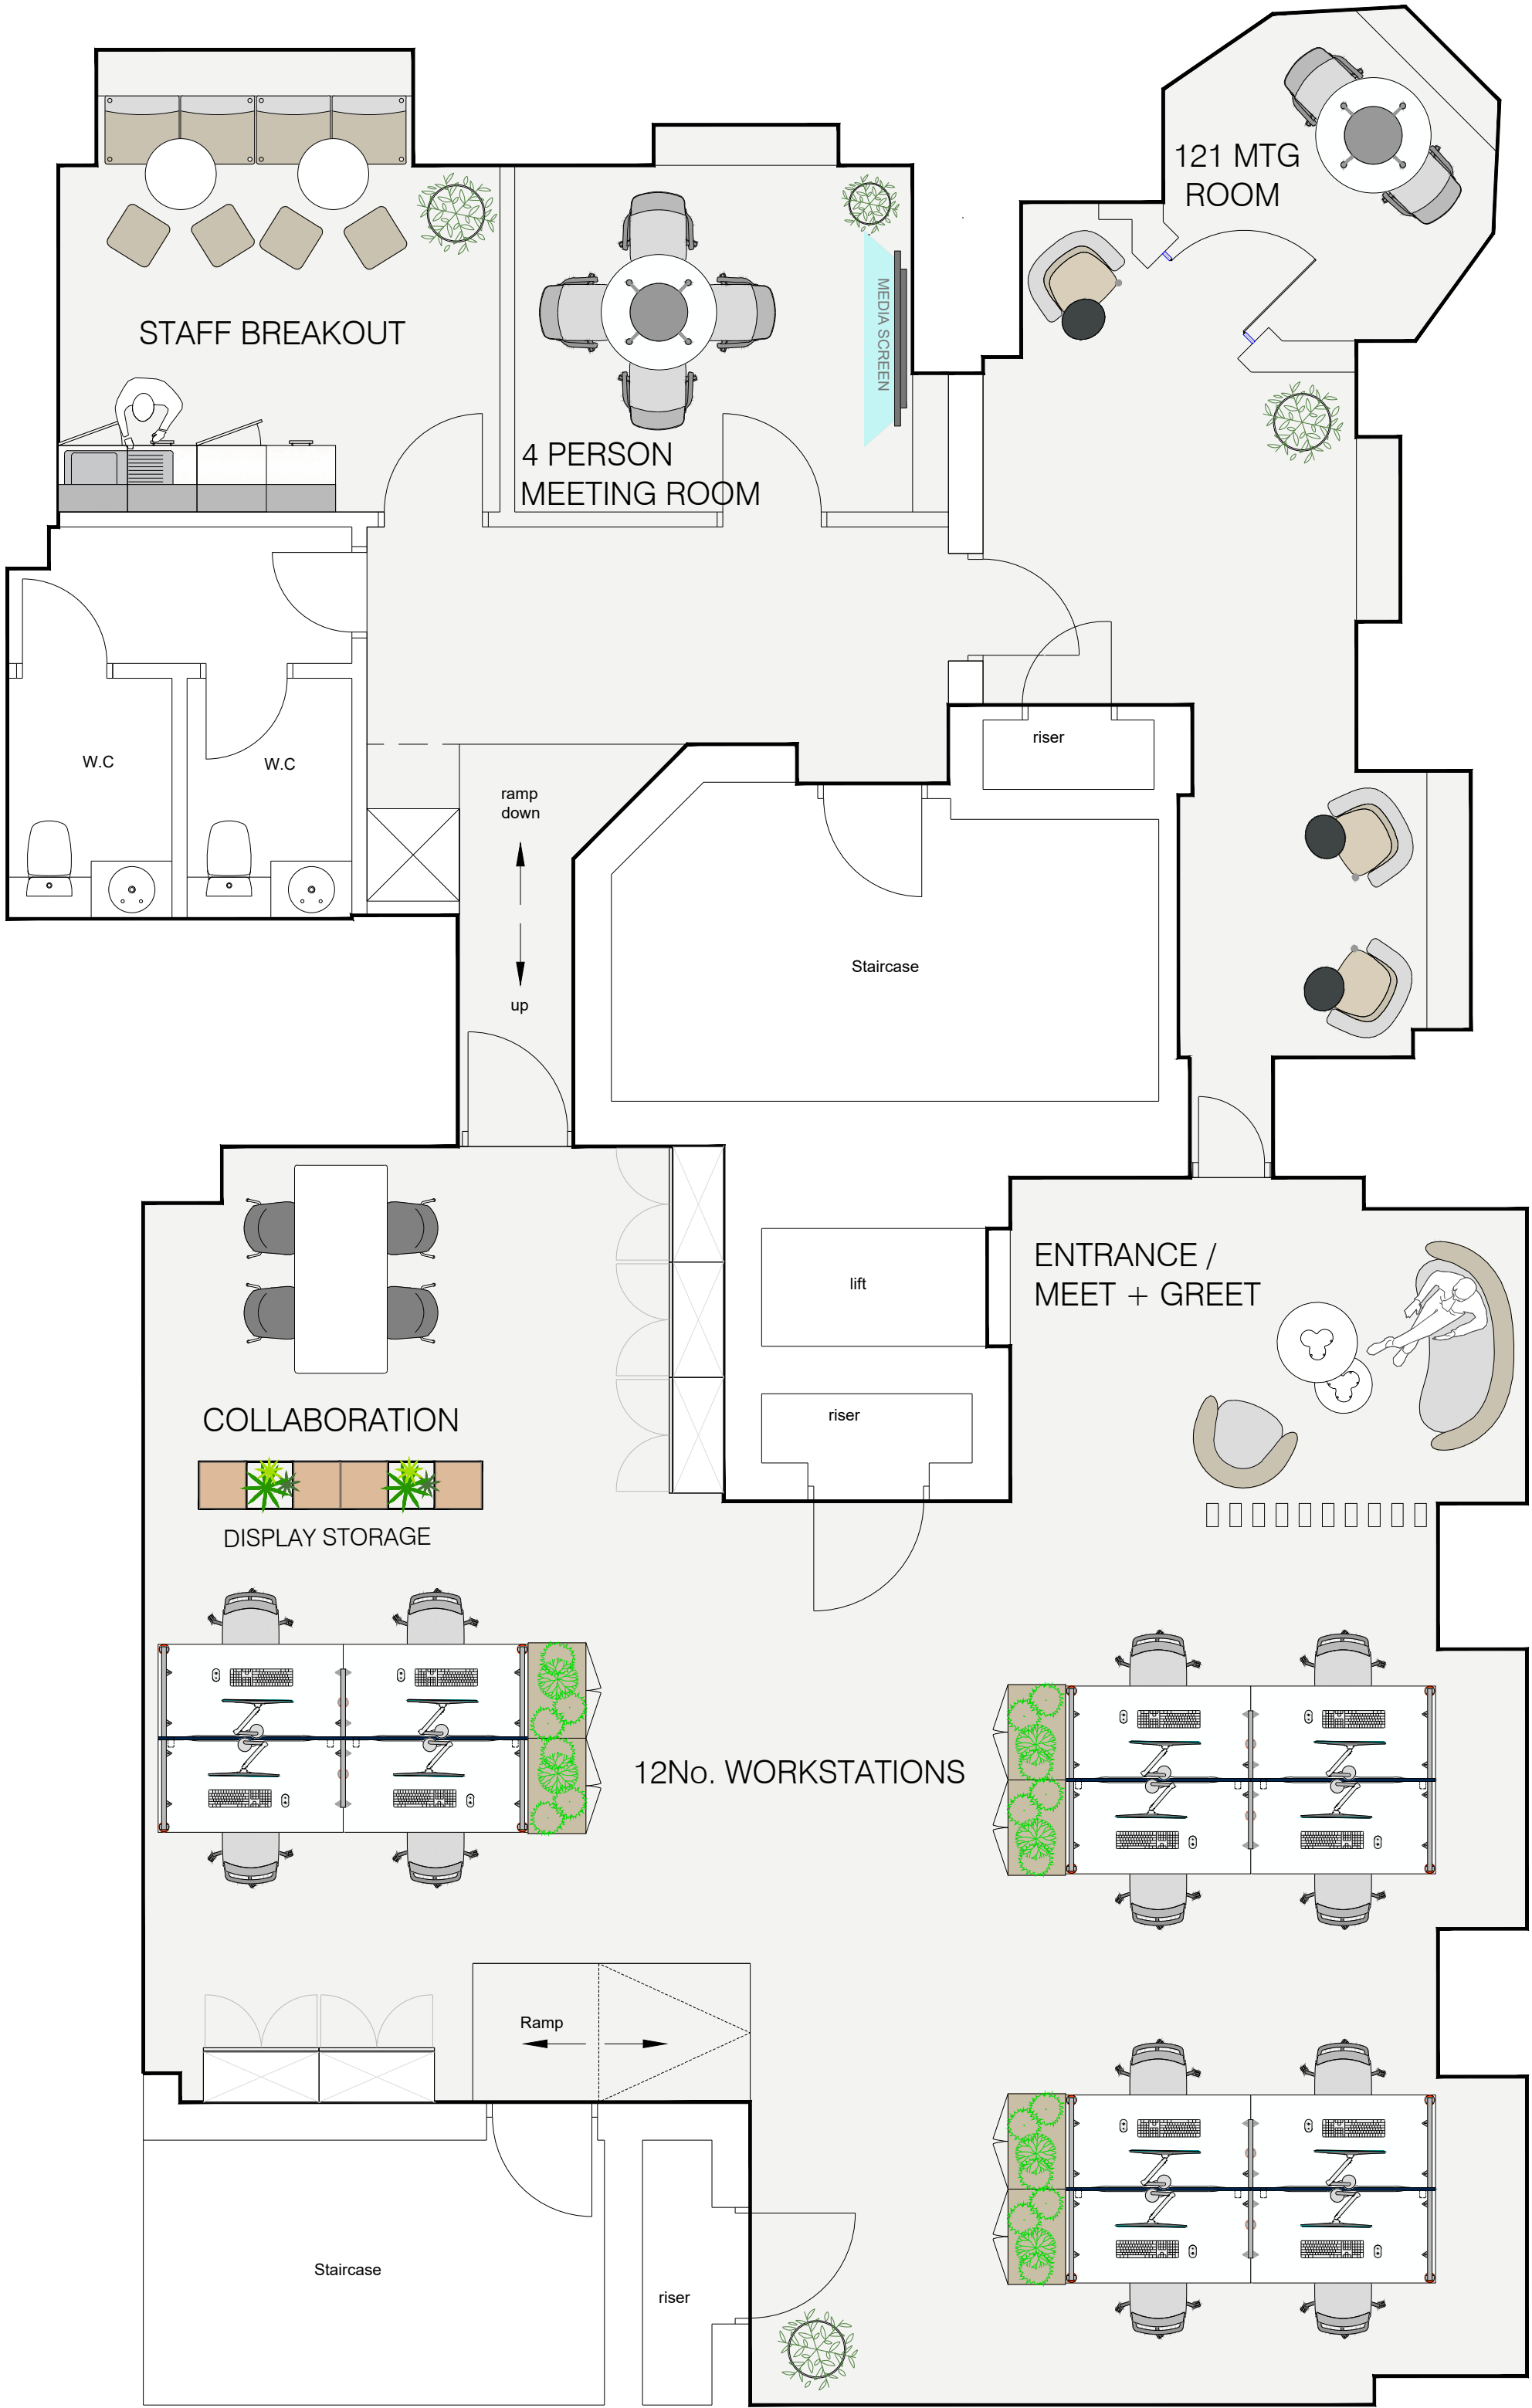 121 MTG
ROOM
STAFF BREAKOUT
MEDIA SCREEN
4 PERSON
MEETING ROOM
riser
W.C
W.C
ramp
down
Staircase
up
ENTRANCE /
MEET + GREET
lift
riser
COLLABORATION
DISPLAY STORAGE
12No. WORKSTATIONS
Ramp
Staircase
riser